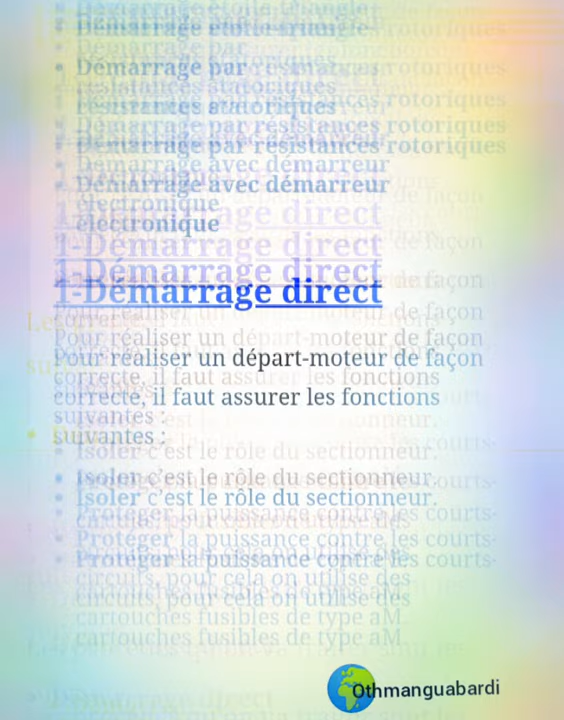 • Démarrage étoile-triangle
• Démarrage par
résistances statoriques
• Démarrage par résistances rotoriques
• Démarrage avec démarreur
électronique
1-Démarrage direct
Pour réaliser un départ-moteur de façon
correcte, il faut assurer les fonctions
suivantes :
• Isoler c'est le rôle du sectionneur.
• Protéger la puissance contre les courts-
circuits, pour cela on utilise des
cartouches fusibles de type aM
Othmanguabardi